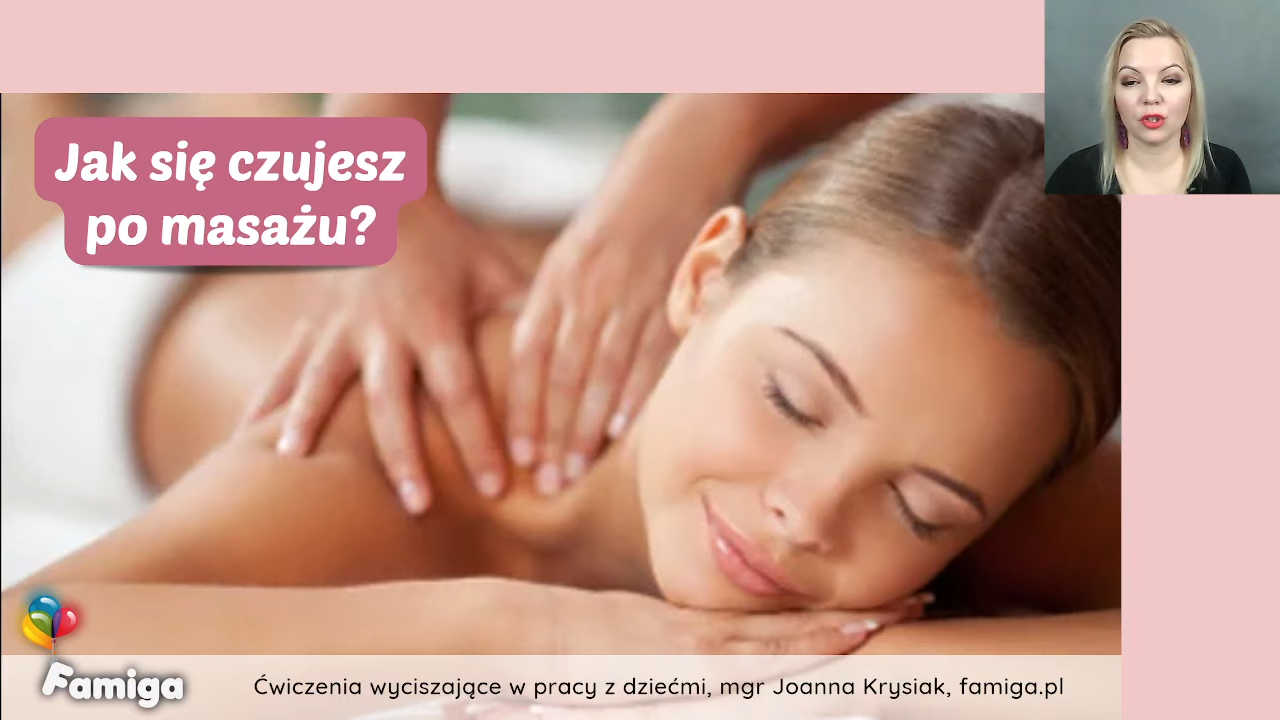 Jak się czujesz
po masażu?
Famiga
Ćwiczenia wyciszające w pracy z dziećmi, mgr Joanna Krysiak, famiga.pl